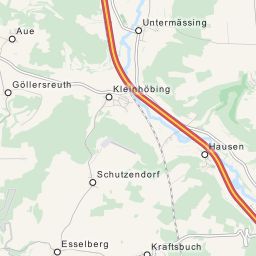 Untermässing
Aue
Göllersreuth
Kleinhöbing
Hausen
Schutzendorf
Esselberg
Kraftsbuch